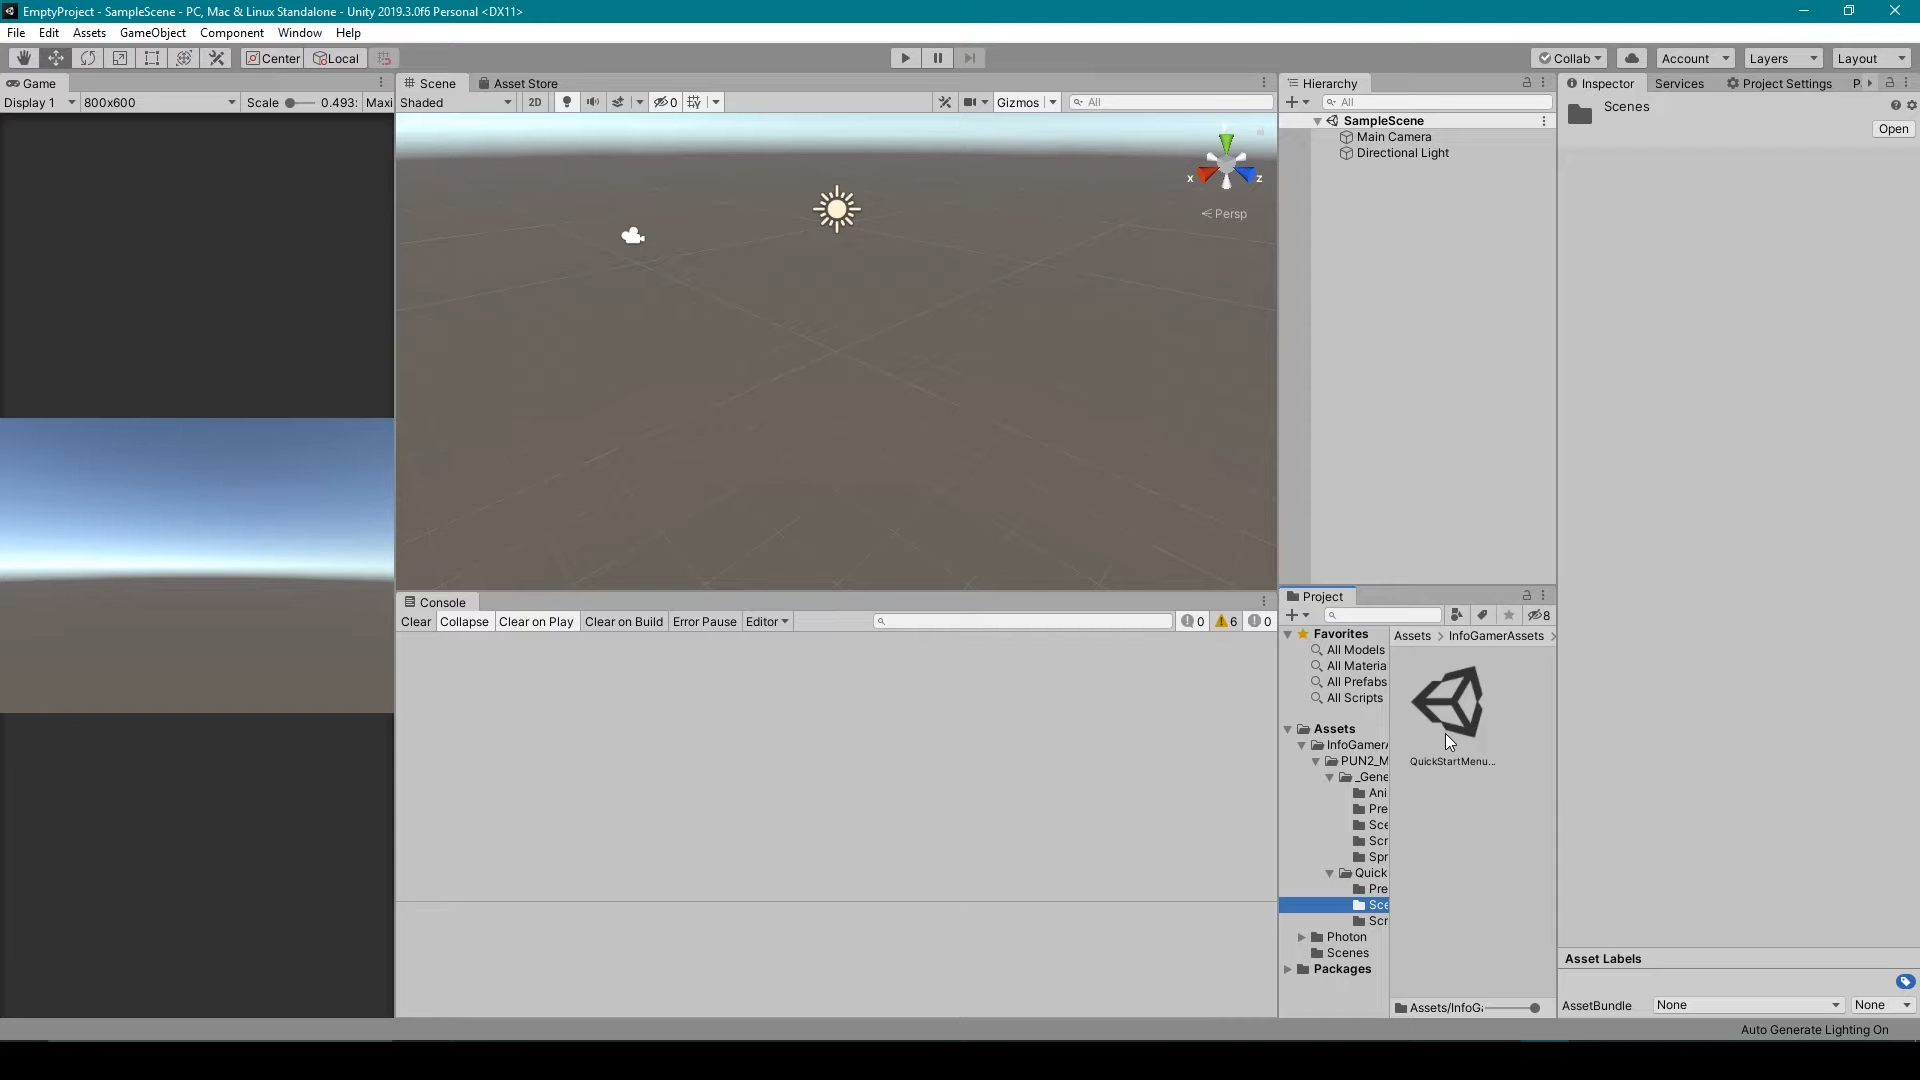 EmptyProject - SampleScene - PC, Mac & Linux Standalone - Unity 2019.3.0f6 Personal <DX11>
File Edit Assets GameObject Component Window Help
Center Local Collab Account Layers Layout
Game
Display 1 800x600 Scale 0.493: Maxi
Scene Asset Store
Shaded 2D 0 Gizmos All
x z
Persp
Console
Clear Collapse Clear on Play Clear on Build Error Pause Editor 0 6 0
Hierarchy
All
SampleScene
Main Camera
Directional Light
Project
8
Favorites
All Models
All Materia
All Prefabs
All Scripts
Assets
InfoGamerA
PUN2_M
_Gene
Ani
Pre
Sce
Scr
Spr
Quick
Pre
Sce
Scr
Photon
Scenes
Packages
Assets > InfoGamerAssets >
QuickStartMenu...
Assets/InfoGa
Inspector Services Project Settings P
Scenes
Open
Asset Labels
AssetBundle None None
Auto Generate Lighting On